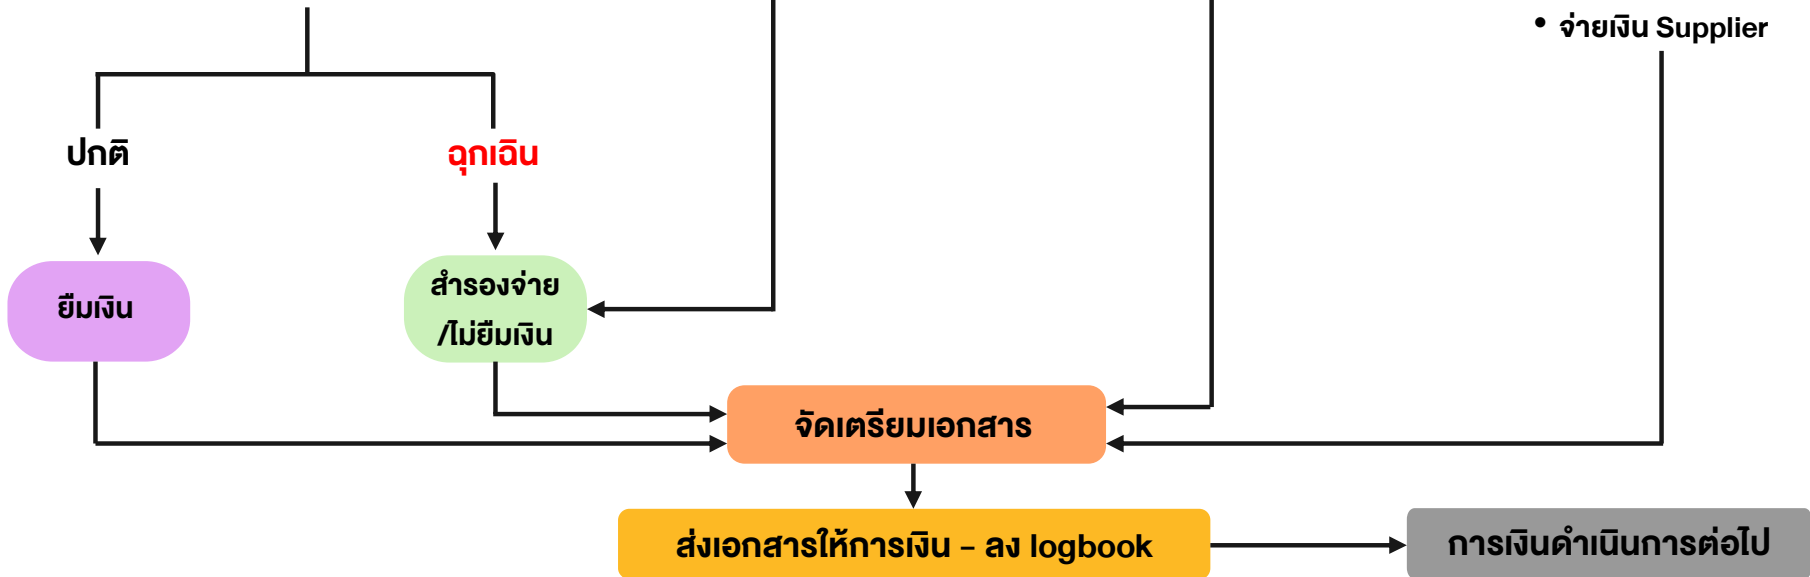 • จ่ายเงิน Supplier
ปกติ
ฉุกเฉิน
ยืมเงิน
สำรองจ่าย
/ไม่ยืมเงิน
จัดเตรียมเอกสาร
ส่งเอกสารให้การเงิน - ลง logbook
การเงินดำเนินการต่อไป